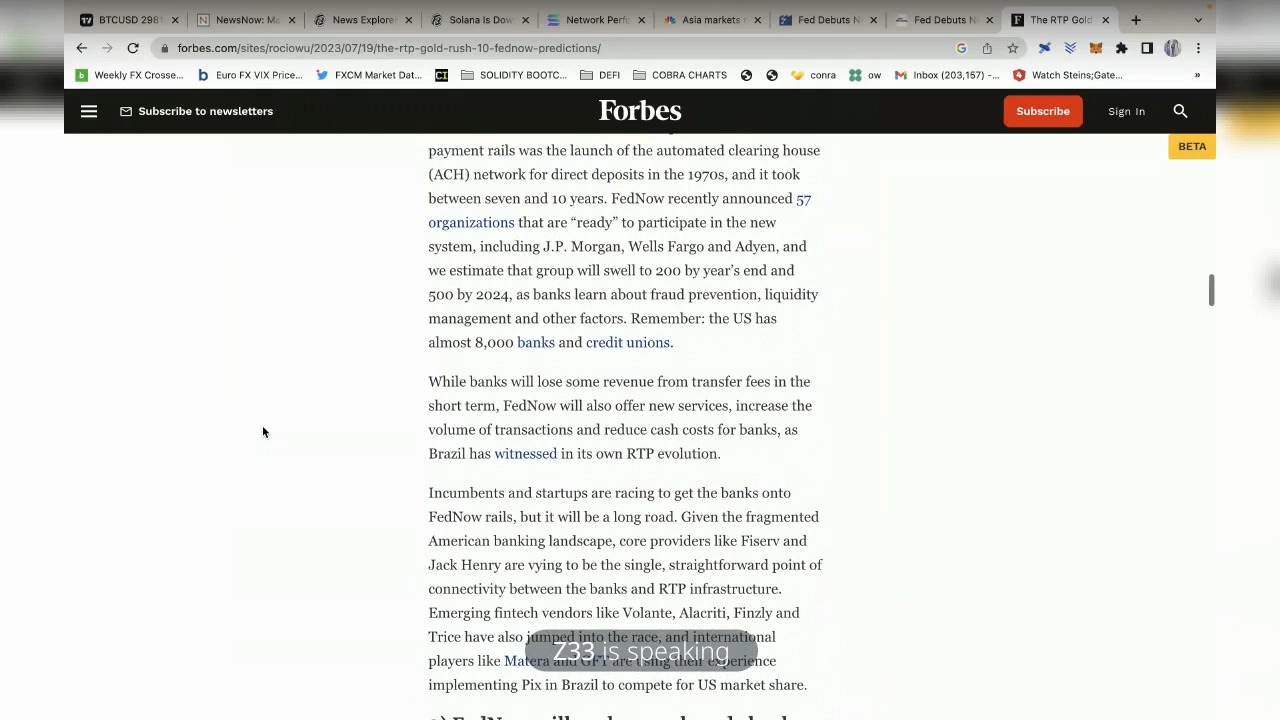 BTCUSD 2981
NewsNow: Ma
News Explorer
Solana Is Dow
Network Perfo
Asia markets
Fed Debuts N
Fed Debuts N
The RTP Gold
forbes.com/sites/rociowu/2023/07/19/the-rtp-gold-rush-10-fednow-predictions/
Weekly FX Crosse...
Euro FX VIX Price...
FXCM Market Dat...
SOLIDITY BOOTC...
DEFI
COBRA CHARTS
conra
ow
Inbox (203,157) -...
Watch Steins;Gate...
»
Subscribe to newsletters
Forbes
Subscribe
Sign In
BETA
payment rails was the launch of the automated clearing house
(ACH) network for direct deposits in the 1970s, and it took
between seven and 10 years. FedNow recently announced 57
organizations that are “ready” to participate in the new
system, including J.P. Morgan, Wells Fargo and Adyen, and
we estimate that group will swell to 200 by year’s end and
500 by 2024, as banks learn about fraud prevention, liquidity
management and other factors. Remember: the US has
almost 8,000 banks and credit unions.
While banks will lose some revenue from transfer fees in the
short term, FedNow will also offer new services, increase the
volume of transactions and reduce cash costs for banks, as
Brazil has witnessed in its own RTP evolution.
Incumbents and startups are racing to get the banks onto
FedNow rails, but it will be a long road. Given the fragmented
American banking landscape, core providers like Fiserv and
Jack Henry are vying to be the single, straightforward point of
connectivity between the banks and RTP infrastructure.
Emerging fintech vendors like Volante, Alacriti, Finzly and
Trice have also jumped into the race, and international
players like Matera and GFT are using their experience
implementing Pix in Brazil to compete for US market share.
Z33 is speaking